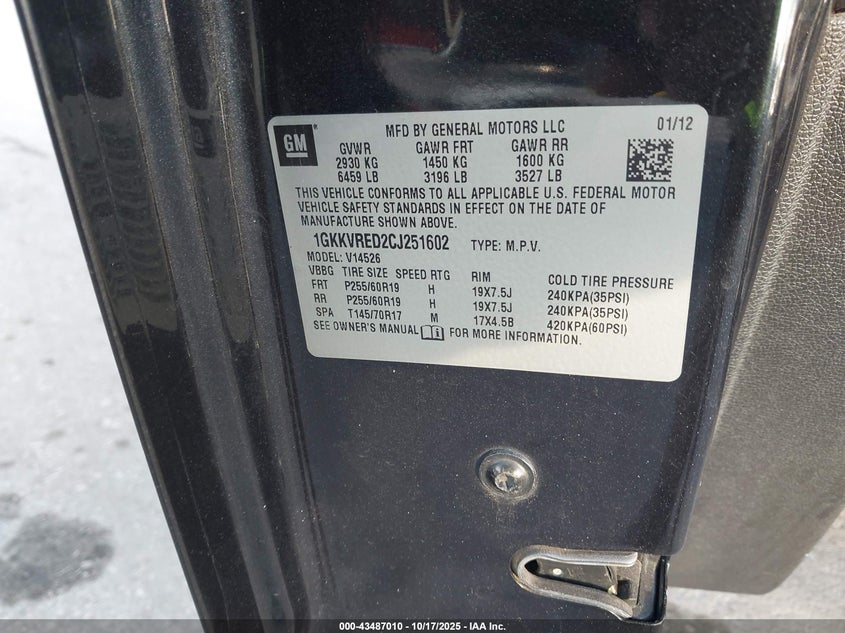 GM
MFD BY GENERAL MOTORS LLC 01/12
GVWR GAWR FRT GAWR RR
2930 KG 1450 KG 1600 KG
6459 LB 3196 LB 3527 LB
THIS VEHICLE CONFORMS TO ALL APPLICABLE U.S. FEDERAL MOTOR
VEHICLE SAFETY STANDARDS IN EFFECT ON THE DATE OF
MANUFACTURE SHOWN ABOVE.
1GKKVRED2CJ251602 TYPE: M.P.V.
MODEL: V14526
VBBG TIRE SIZE SPEED RTG RIM COLD TIRE PRESSURE
FRT P255/60R19 H 19X7.5J 240KPA(35PSI)
RR P255/60R19 H 19X7.5J 240KPA(35PSI)
SPA T145/70R17 M 17X4.5B 420KPA(60PSI)
SEE OWNER'S MANUAL FOR MORE INFORMATION.
000-43487010 | 10/17/2025 - IAA Inc.